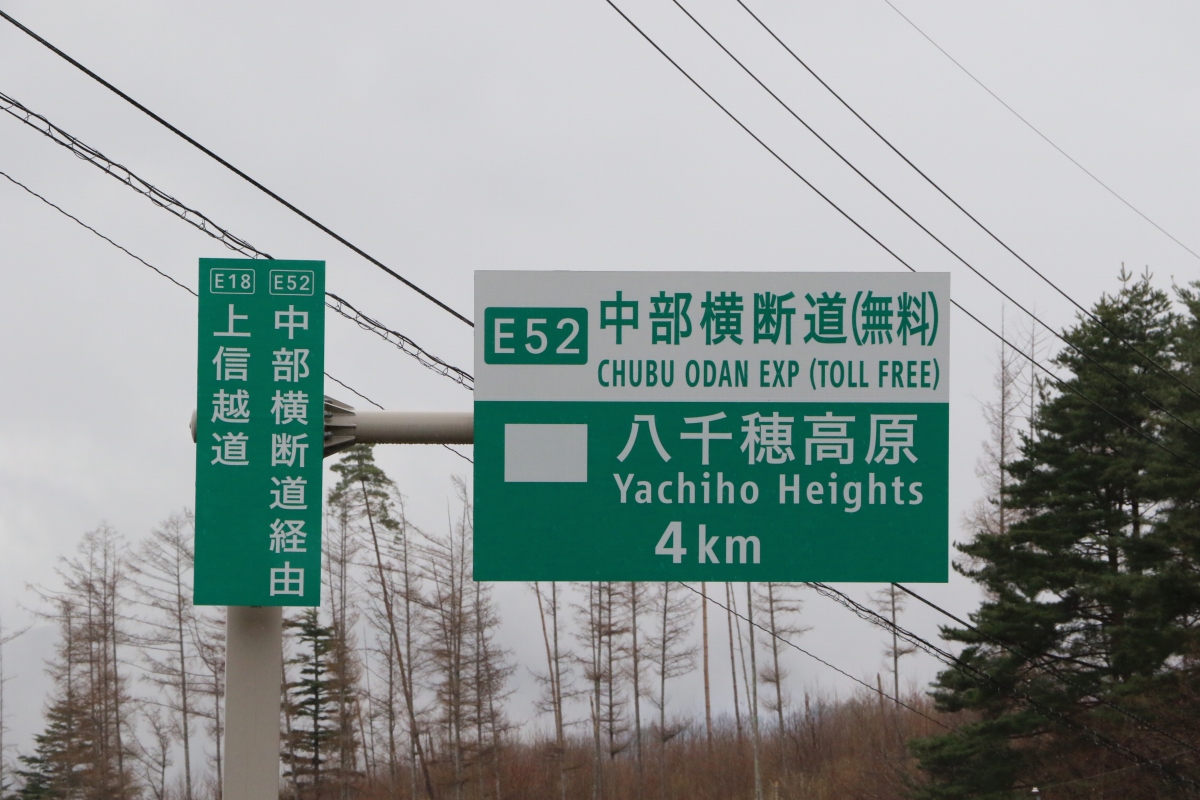 E52
中部横断道経由
E18
上信越道
E52
中部横断道(無料)
CHUBU ODAN EXP (TOLL FREE)
八千穂高原
Yachiho Heights
4km